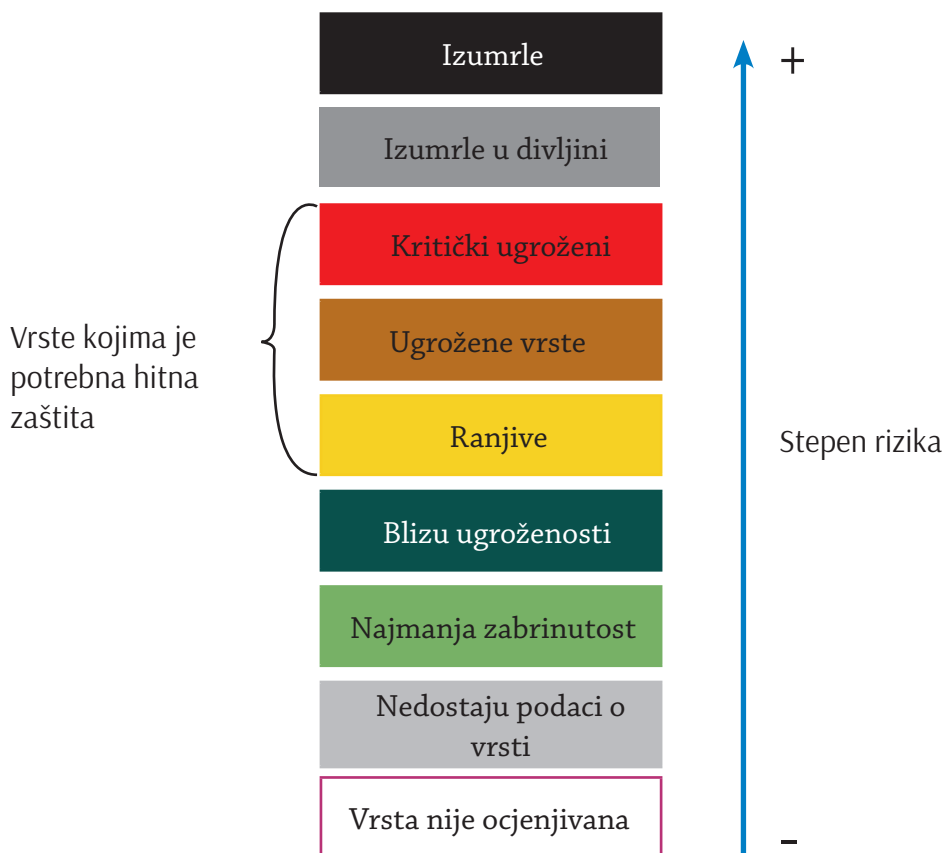 Izumrle
+
Izumrle u divljini
Kritički ugroženi
Vrste kojima je
potrebna hitna
zaštita
Ugrožene vrste
Ranjive
Stepen rizika
Blizu ugroženosti
Najmanja zabrinutost
Nedostaju podaci o
vrsti
Vrsta nije ocjenjivana
-